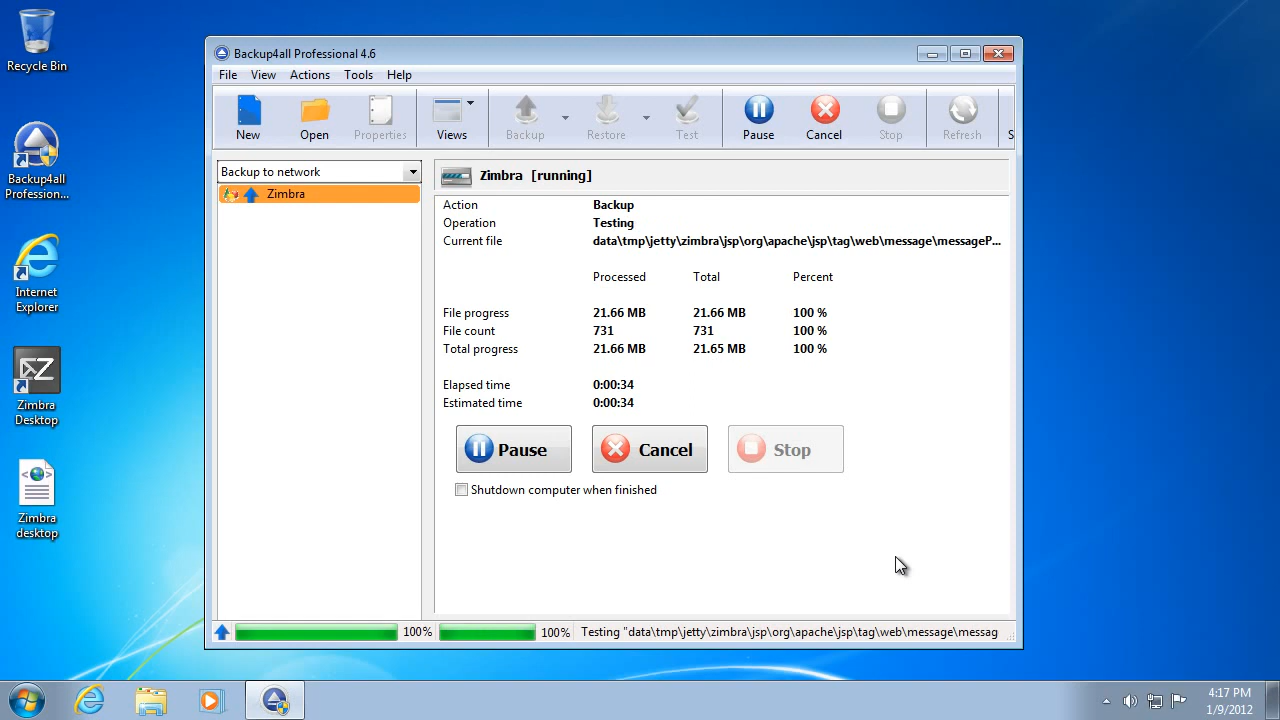 Recycle Bin
Backup4all
Profession...
Internet
Explorer
Zimbra
Desktop
Zimbra
desktop
Backup4all Professional 4.6
File View Actions Tools Help
New Open Properties Views Backup Restore Test Pause Cancel Stop Refresh S
Backup to network
Zimbra
Zimbra [running]
Action Backup
Operation Testing
Current file data\tmp\jetty\zimbra\jsp\org\apache\jsp\tag\web\message\messageP...
Processed Total Percent
File progress 21.66 MB 21.66 MB 100 %
File count 731 731 100 %
Total progress 21.66 MB 21.65 MB 100 %
Elapsed time 0:00:34
Estimated time 0:00:34
Pause Cancel Stop
Shutdown computer when finished
100% 100% Testing "data\tmp\jetty\zimbra\jsp\org\apache\jsp\tag\web\message\messag
4:17 PM
1/9/2012